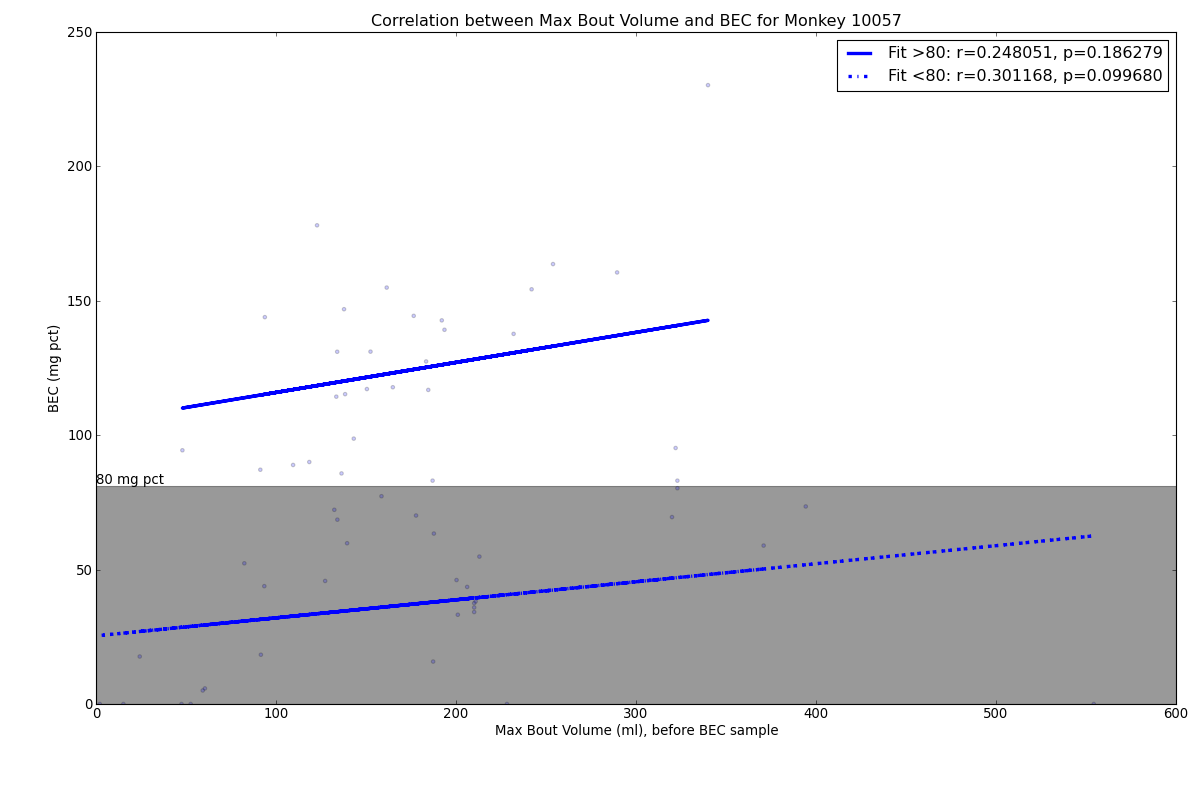 Correlation between Max Bout Volume and BEC for Monkey 10057
Fit >80: r=0.248051, p=0.186279
Fit <80: r=0.301168, p=0.099680
250
200
150
100
50
0
BEC (mg pct)
80 mg pct
0 100 200 300 400 500 600
Max Bout Volume (ml), before BEC sample